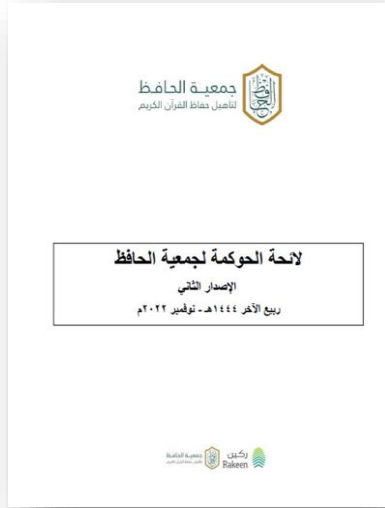 جمعية الحافظ
لتأهيل حفاظ القرآن الكريم
لائحة الحوكمة لجمعية الحافظ
الإصدار الثاني
ربيع الآخر ١٤٤٤هـ - نوفمبر ٢٠٢٢م
جمعية الحافظ
ركين
Rakeen